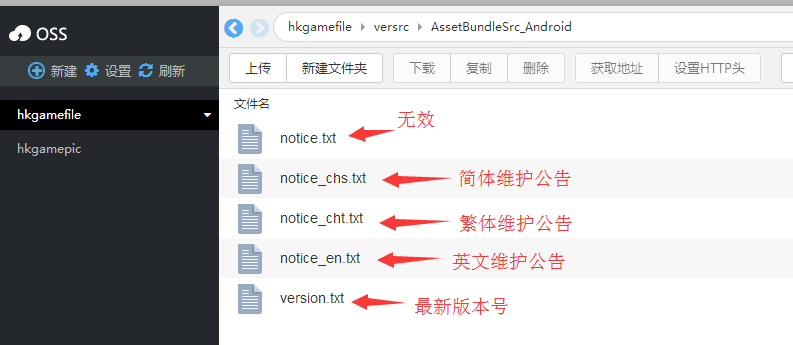 OSS
新建 设置 刷新
hkgamefile
hkgamepic
hkgamefile versrc AssetBundleSrc_Android
上传 新建文件夹 下载 复制 删除 获取地址 设置HTTP头
文件名
notice.txt 无效
notice_chs.txt 简体维护公告
notice_cht.txt 繁体维护公告
notice_en.txt 英文维护公告
version.txt 最新版本号